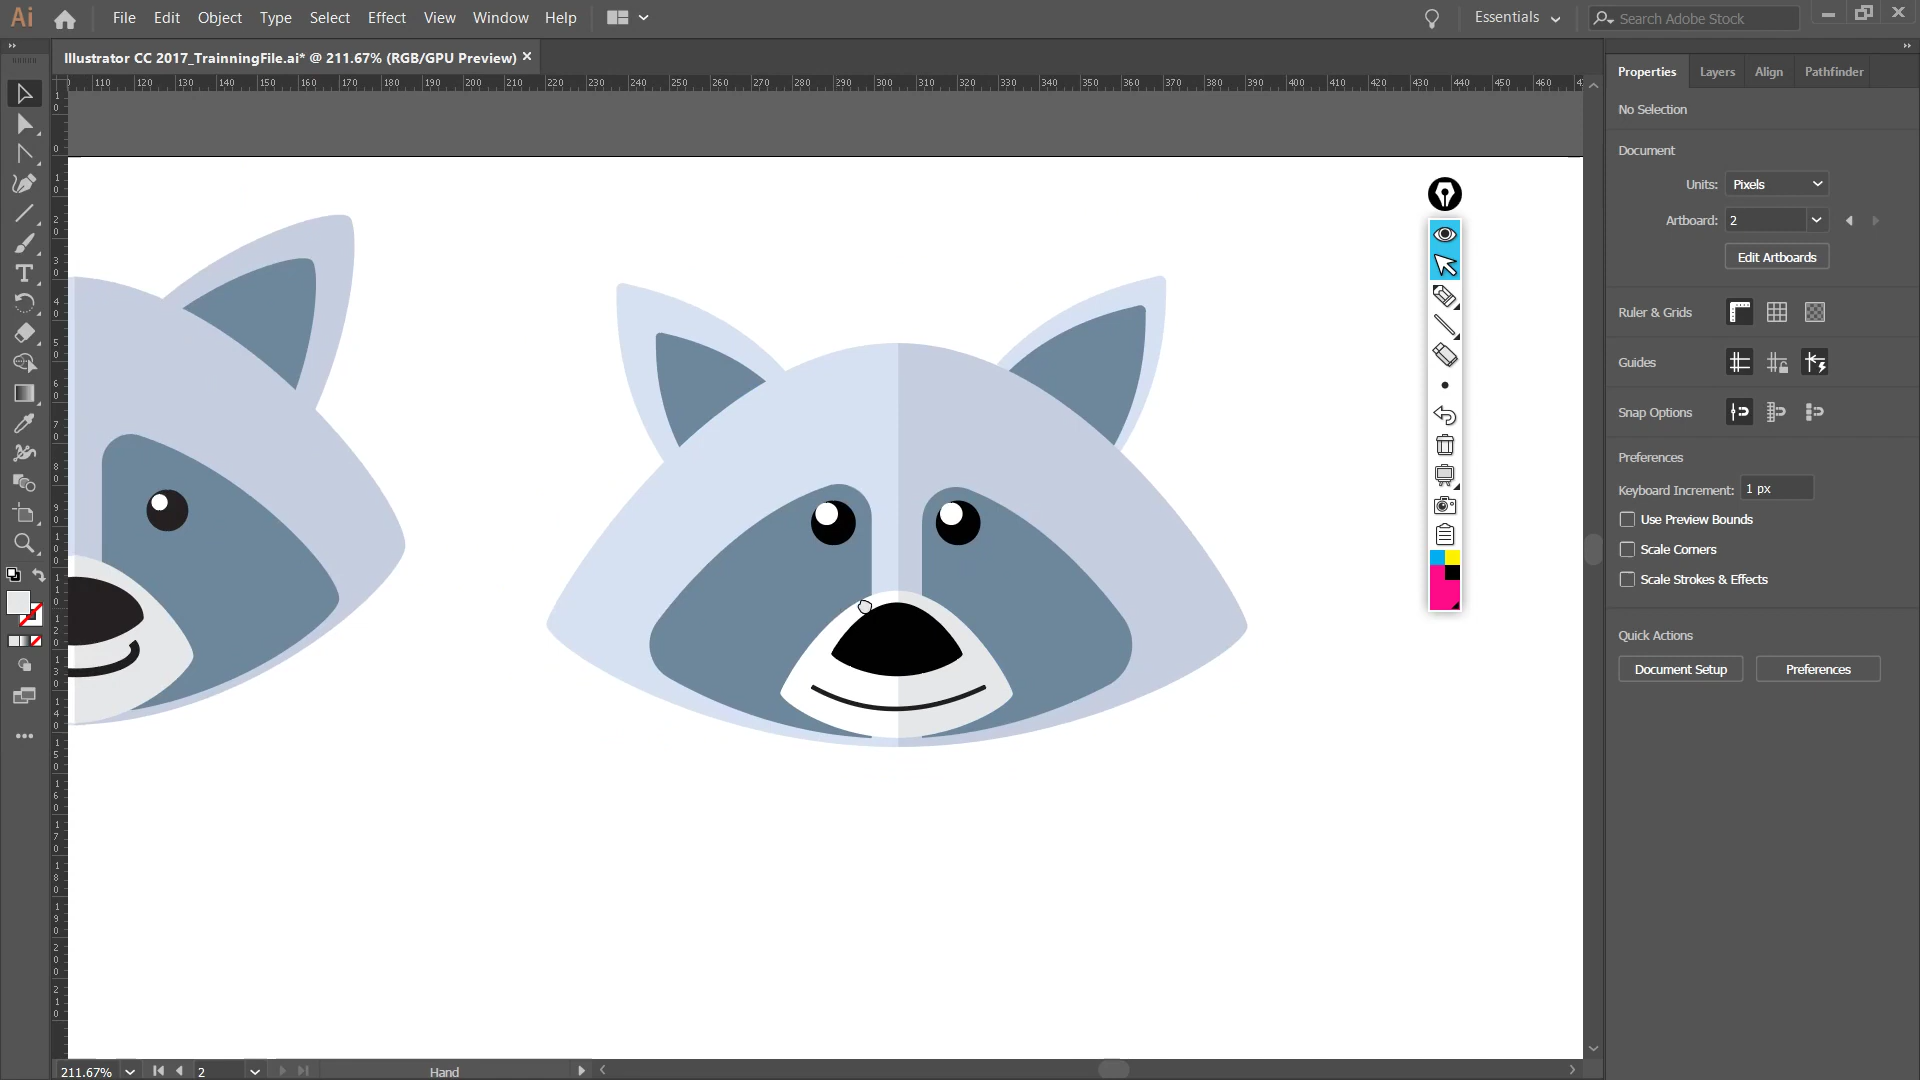 Ai File Edit Object Type Select Effect View Window Help Essentials Search Adobe Stock
Illustrator CC 2017_TrainningFile.ai* @ 211.67% (RGB/GPU Preview) ×
110 120 130 140 150 160 170 180 190 200 210 220 230 240 250 260 270 280 290 300 310 320 330 340 350 360 370 380 390 400 410 420 430 440 450 460
Properties Layers Align Pathfinder
No Selection
Document
Units: Pixels
Artboard: 2
Edit Artboards
Ruler & Grids
Guides
Snap Options
Preferences
Keyboard Increment: 1 px
Use Preview Bounds
Scale Corners
Scale Strokes & Effects
Quick Actions
Document Setup Preferences
211.67% 2 Hand